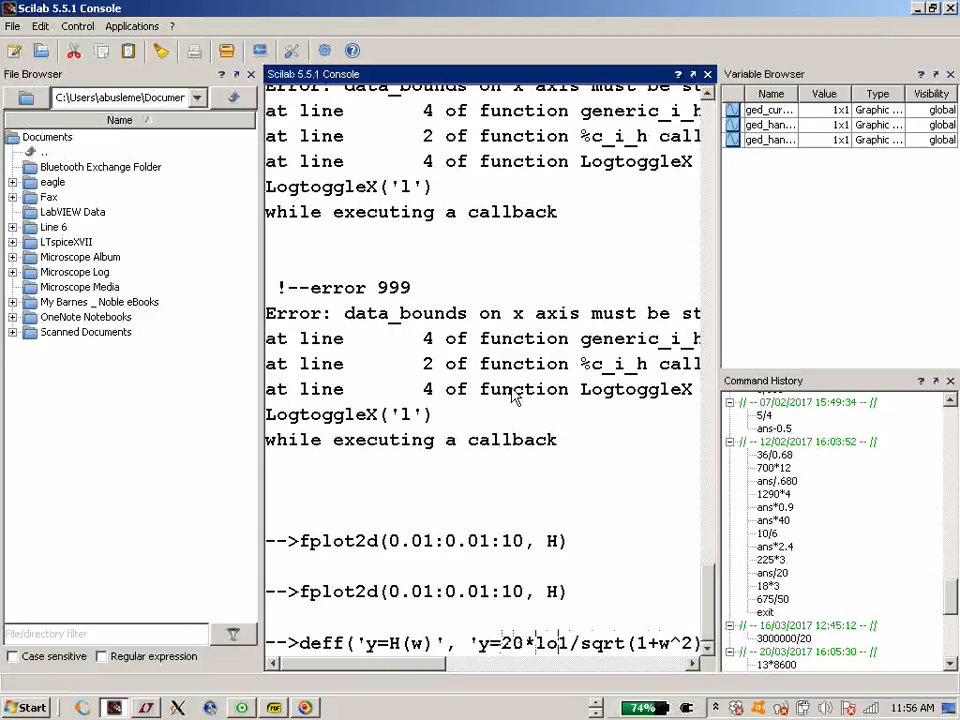 Scilab 5.5.1 Console
File Edit Control Applications ?
File Browser ? Scilab 5.5.1 Console ? Variable Browser ?
C:\Users\abusleme\Documer
Name
Documents
..
Bluetooth Exchange Folder
eagle
Fax
LabVIEW Data
Line 6
LTspiceXVII
Microscope Album
Microscope Log
Microscope Media
My Barnes _ Noble eBooks
OneNote Notebooks
Scanned Documents
File/directory filter
Case sensitive Regular expression
Error: data_bounds on x axis must be st
at line 4 of function generic_i_h
at line 2 of function %c_i_h call
at line 4 of function LogtoggleX
LogtoggleX('l')
while executing a callback
!--error 999
Error: data_bounds on x axis must be st
at line 4 of function generic_i_h
at line 2 of function %c_i_h call
at line 4 of function LogtoggleX
LogtoggleX('l')
while executing a callback
-->fplot2d(0.01:0.01:10, H)
-->fplot2d(0.01:0.01:10, H)
-->deff('y=H(w)', 'y=20*lo1/sqrt(1+w^2)
Name Value Type Visibility
ged_cur... 1x1 Graphic ... global
ged_han... 1x1 Graphic ... global
ged_han... 1x1 Graphic ... global
Command History ?
// -- 07/02/2017 15:49:34 -- //
5/4
ans-0.5
// -- 12/02/2017 16:03:52 -- //
36/0.68
700*12
ans/.680
1290*4
ans*0.9
ans*40
10/6
ans*2.4
225*3
ans/20
18*3
675/50
exit
// -- 16/03/2017 12:45:12 -- //
3000000/20
// -- 20/03/2017 16:05:30 -- //
13*8600
Start 74% 11:56 AM